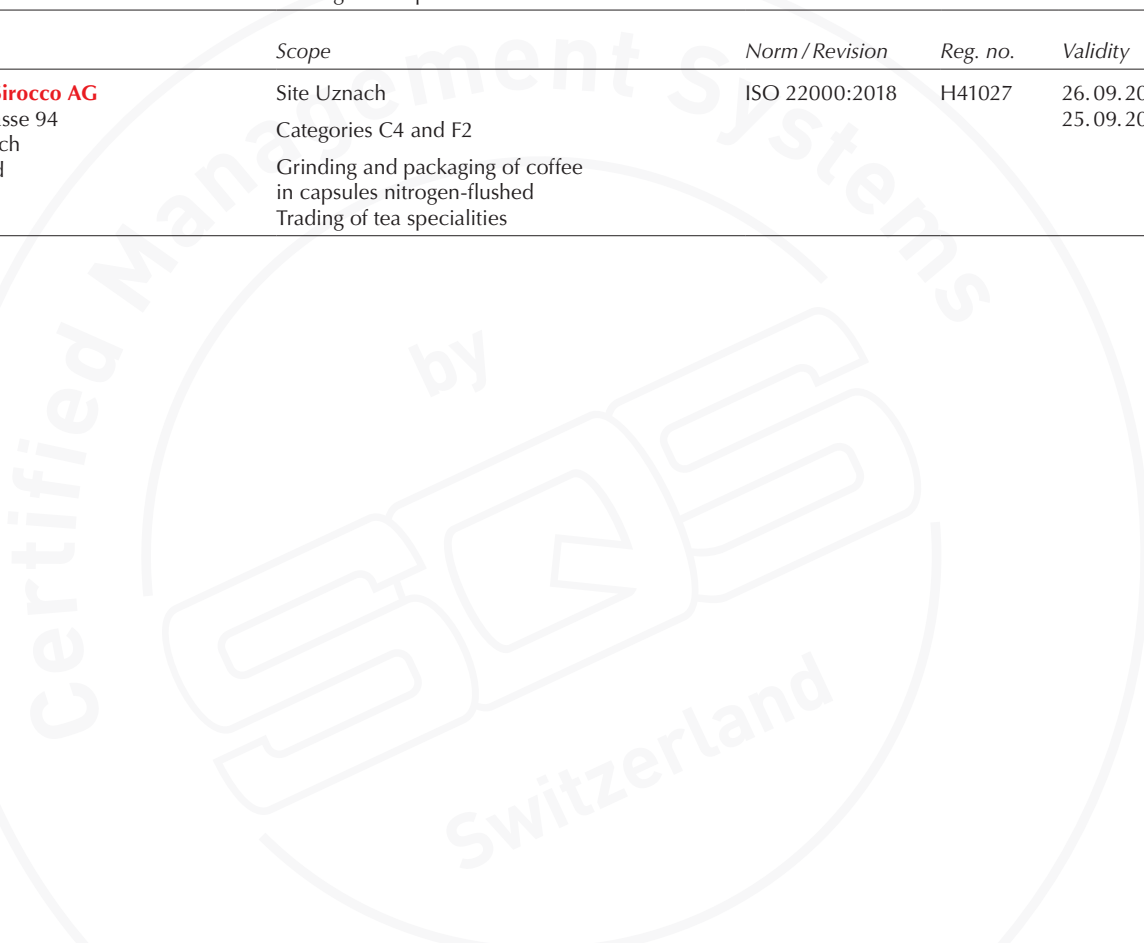 Scope Norm / Revision Reg. no. Validity
Sirocco AG Site Uznach ISO 22000:2018 H41027 26.09.20
sse 94 25.09.20
Categories C4 and F2
ch
Grinding and packaging of coffee
in capsules nitrogen-flushed
Trading of tea specialities
Certified Management Systems
by
SQS
Switzerland